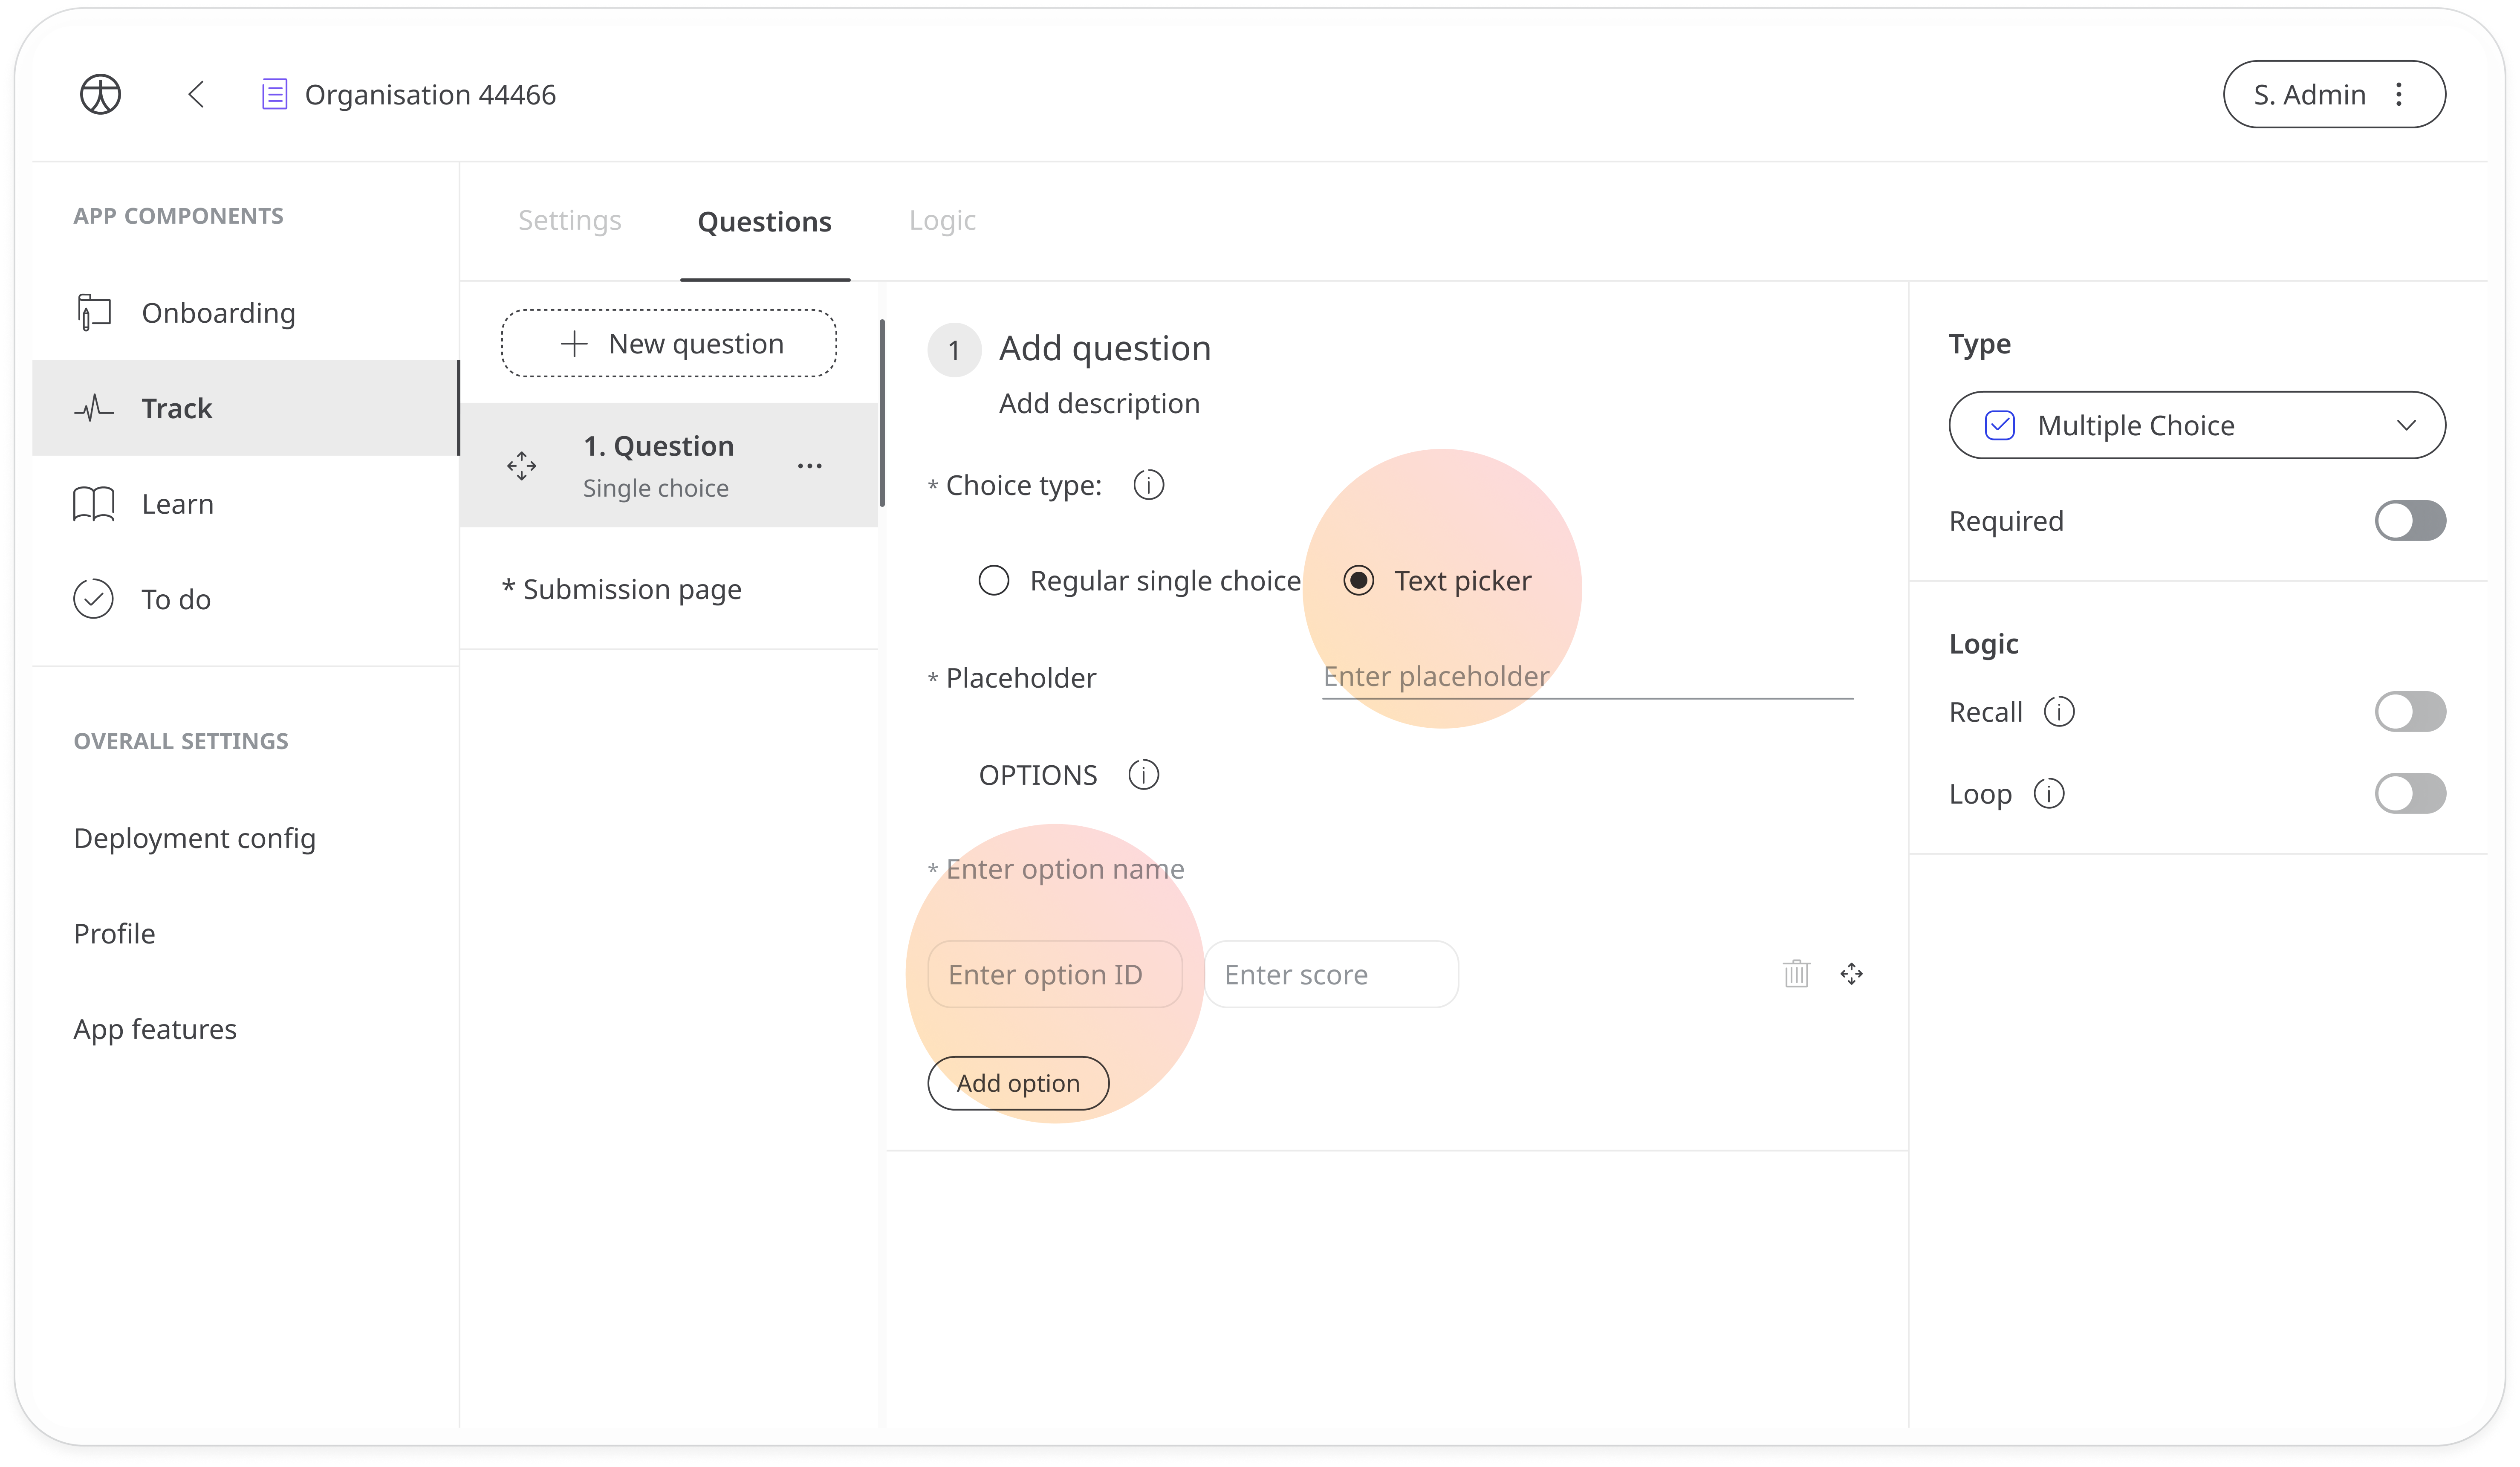 Organisation 44466
S. Admin
APP COMPONENTS
Onboarding
Track
Learn
To do
OVERALL SETTINGS
Deployment config
Profile
App features
Settings
Questions
Logic
New question
1. Question
Single choice
* Submission page
1
Add question
Add description
* Choice type:
Regular single choice
Text picker
* Placeholder
Enter placeholder
OPTIONS
* Enter option name
Enter option ID
Enter score
Add option
Type
Multiple Choice
Required
Logic
Recall
Loop